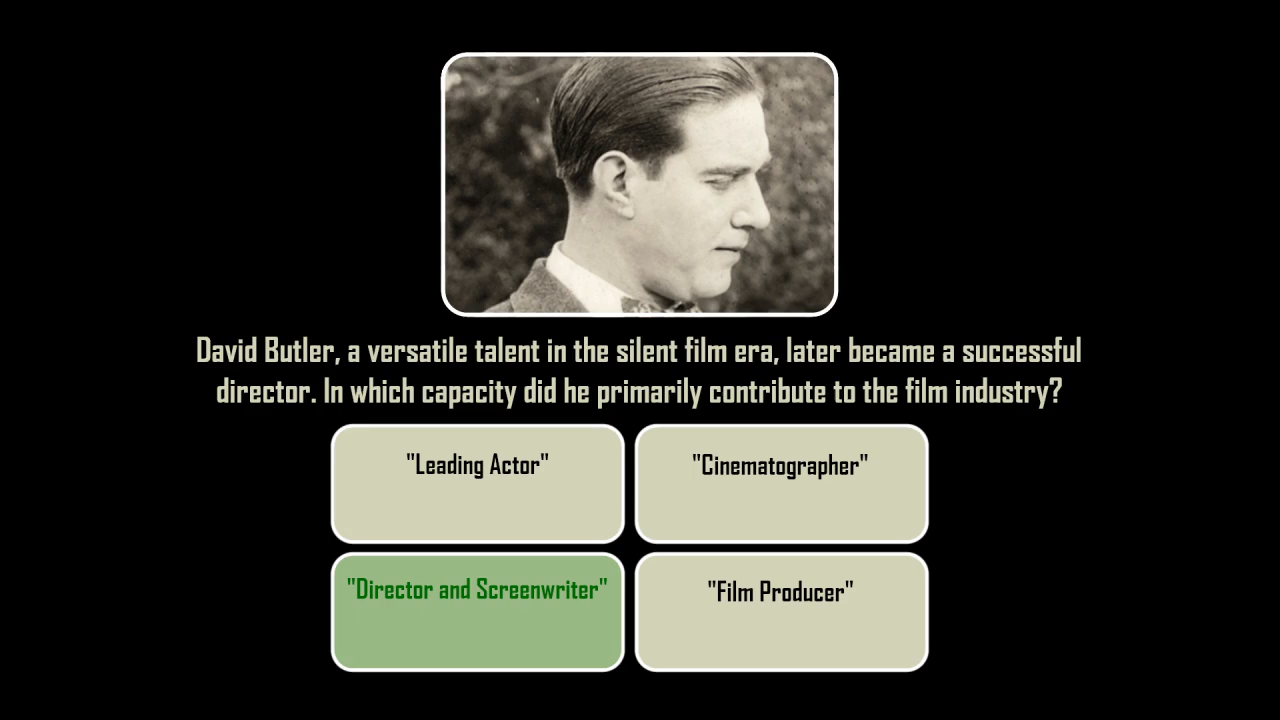 David Butler, a versatile talent in the silent film era, later became a successful
director. In which capacity did he primarily contribute to the film industry?
"Leading Actor"
"Cinematographer"
"Director and Screenwriter"
"Film Producer"